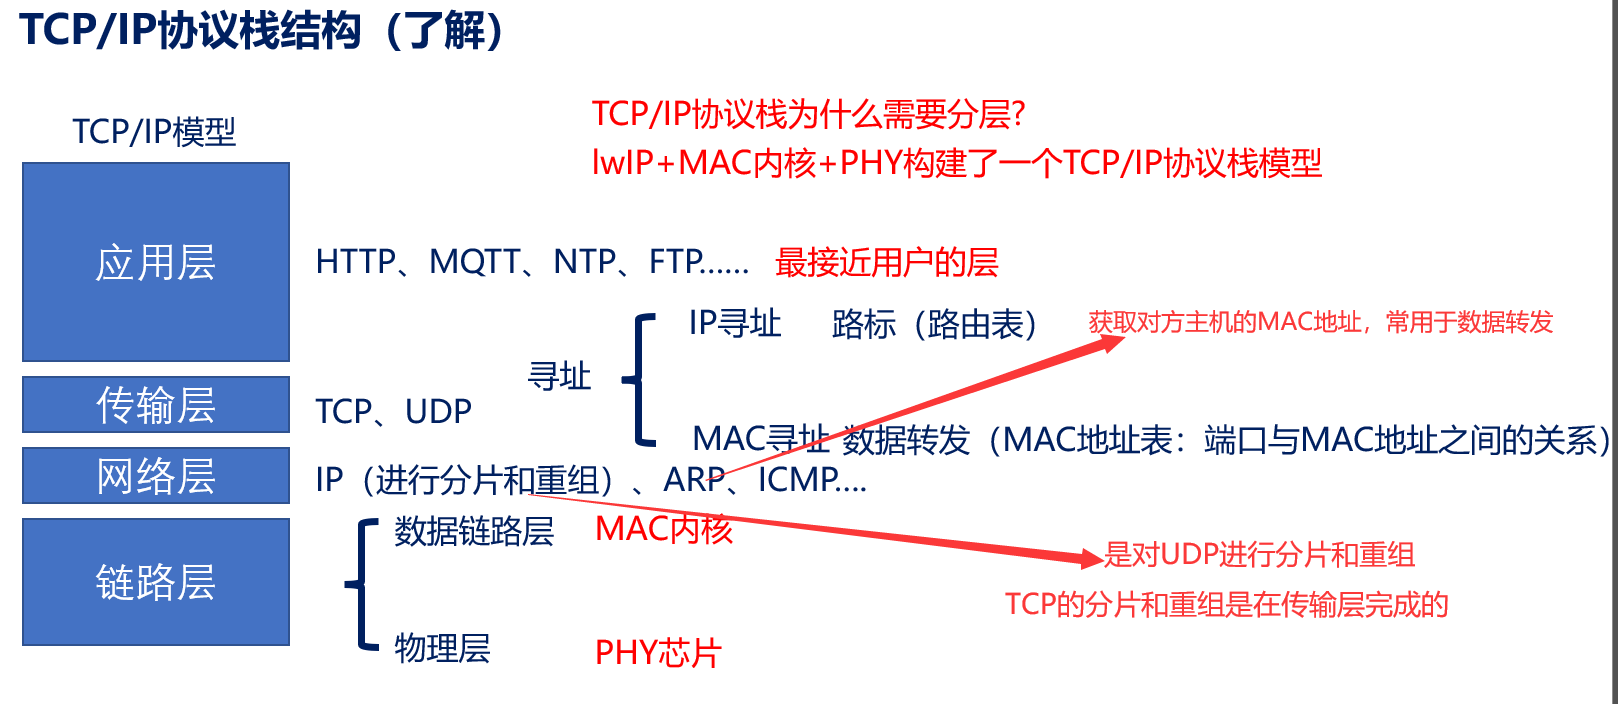 TCP/IP协议栈结构（了解）
TCP/IP协议栈为什么需要分层?
TCP/IP模型
lwIP+MAC内核+PHY构建了一个TCP/IP协议栈模型
应用层
HTTP、MQTT、NTP、FTP...... 最接近用户的层
IP寻址 路标（路由表） 获取对方主机的MAC地址，常用于数据转发
寻址
传输层
TCP、UDP
MAC寻址 数据转发（MAC地址表：端口与MAC地址之间的关系）
网络层
IP（进行分片和重组）、ARP、ICMP....
数据链路层 MAC内核
是对UDP进行分片和重组
链路层
TCP的分片和重组是在传输层完成的
物理层 PHY芯片